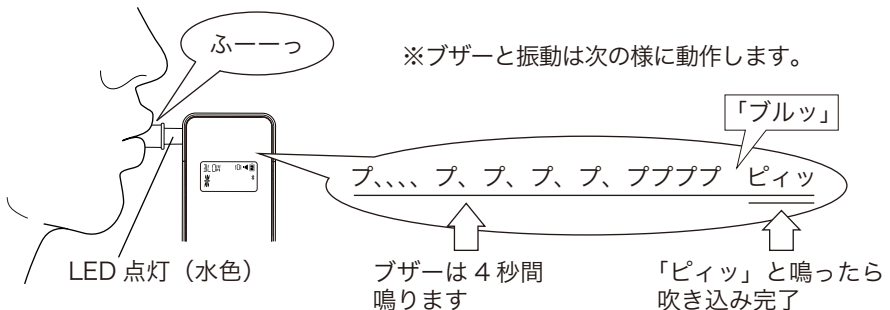 ふーーっ
※ブザーと振動は次の様に動作します。
「ブルッ」
プ、、、、プ、プ、プ、プ、ププププ ピィッ
BLOW
LED 点灯（水色）
ブザーは 4 秒間
鳴ります
「ピィッ」と鳴ったら
吹き込み完了